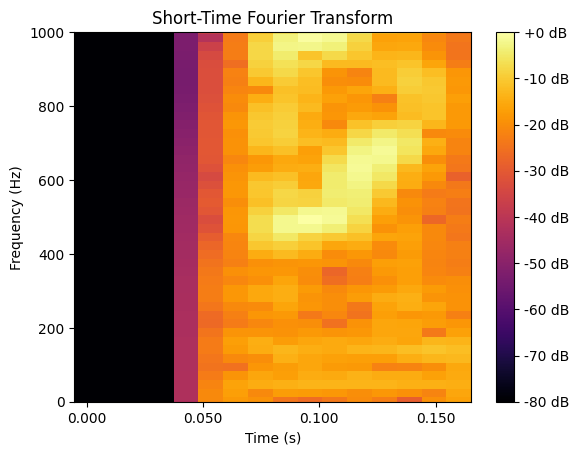 Short-Time Fourier Transform
1000
800
600
400
200
0
Frequency (Hz)
0.000
0.050
0.100
0.150
Time (s)
+0 dB
-10 dB
-20 dB
-30 dB
-40 dB
-50 dB
-60 dB
-70 dB
-80 dB